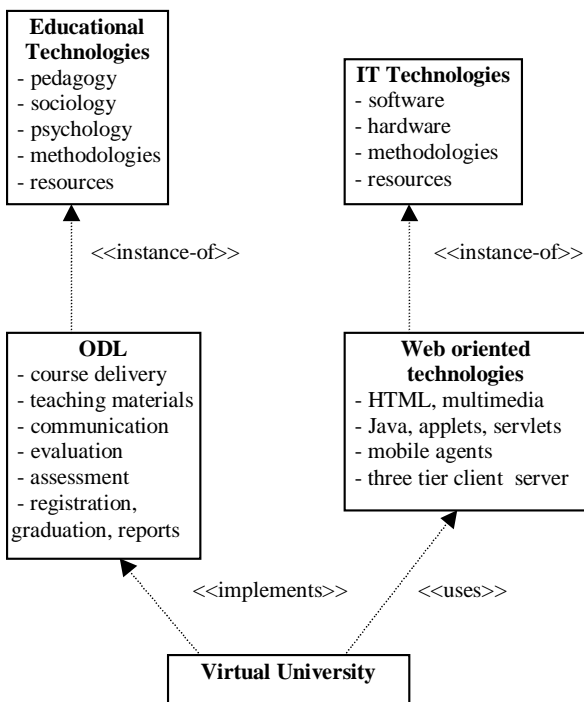 Educational
Technologies
- pedagogy
- sociology
- psychology
- methodologies
- resources
IT Technologies
- software
- hardware
- methodologies
- resources
<<instance-of>>
<<instance-of>>
ODL
- course delivery
- teaching materials
- communication
- evaluation
- assessment
- registration,
graduation, reports
Web oriented
technologies
- HTML, multimedia
- Java, applets, servlets
- mobile agents
- three tier client server
<<implements>>
<<uses>>
Virtual University